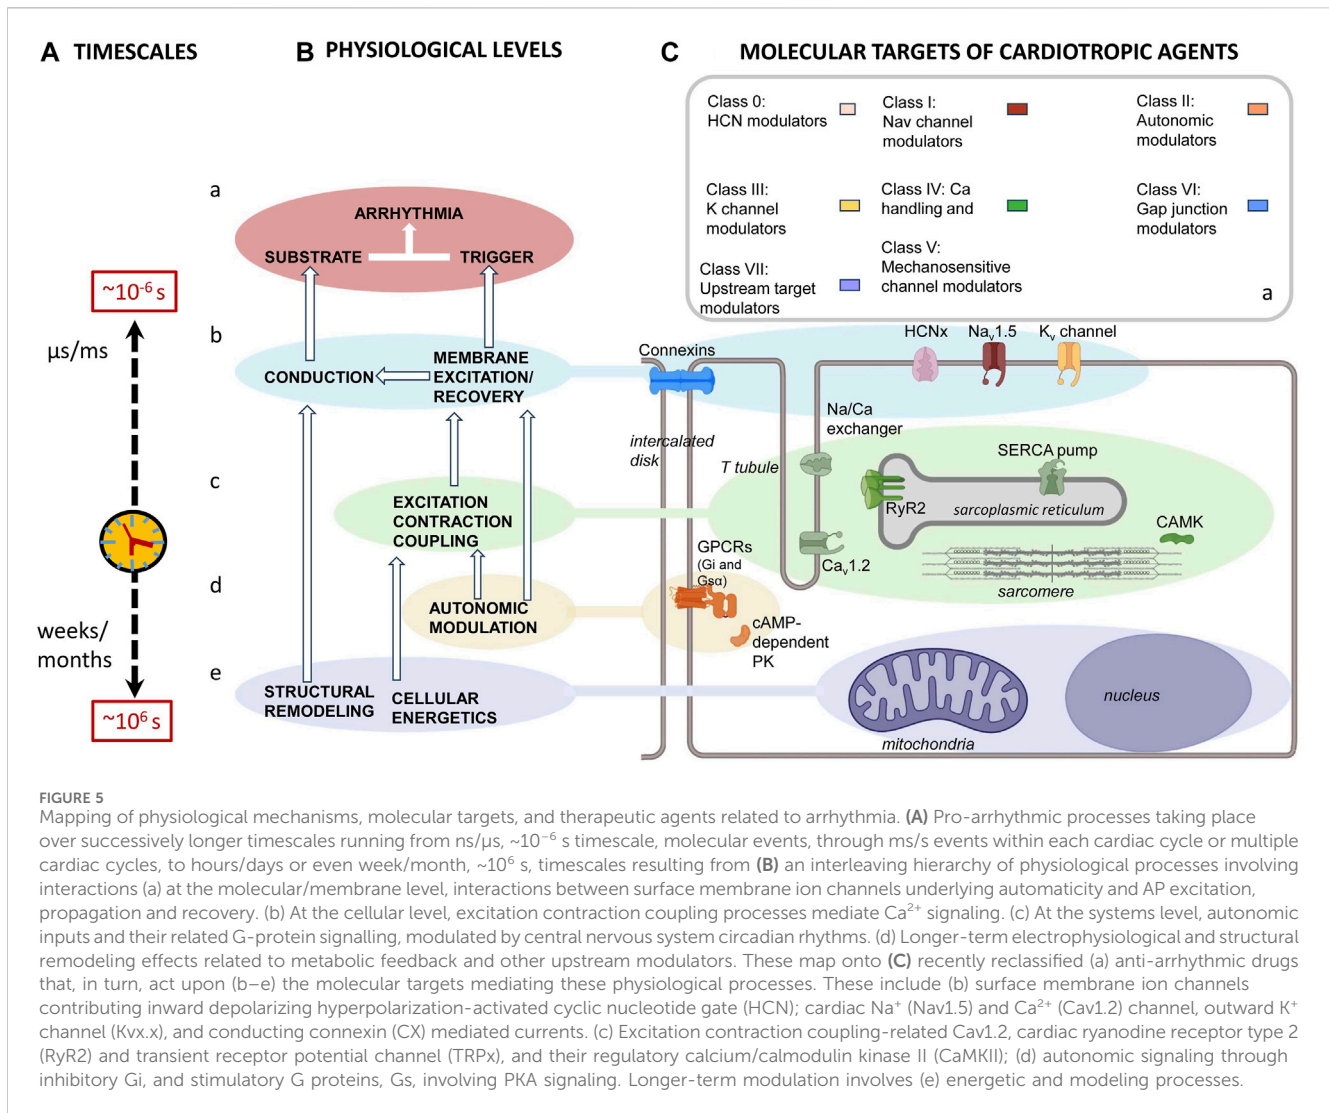 A TIMESCALES
B PHYSIOLOGICAL LEVELS
C MOLECULAR TARGETS OF CARDIOTROPIC AGENTS
Class 0:
HCN modulators
Class I:
Nav channel
modulators
Class II:
Autonomic
modulators
Class III:
K channel
modulators
Class IV: Ca
handling and
Class VI:
Gap junction
modulators
Class V:
Mechanosensitive
channel modulators
Class VII:
Upstream target
modulators
a
~10⁻⁶ s
µs/ms
weeks/
months
~10⁶ s
a
ARRHYTHMIA
SUBSTRATE
TRIGGER
b
CONDUCTION
MEMBRANE
EXCITATION/
RECOVERY
c
EXCITATION
CONTRACTION
COUPLING
d
AUTONOMIC
MODULATION
e
STRUCTURAL
REMODELING
CELLULAR
ENERGETICS
Connexins
HCNx
Naᵥ1.5
Kᵥ channel
intercalated
disk
T tubule
Na/Ca
exchanger
SERCA pump
RyR2
sarcoplasmic reticulum
CAMK
Caᵥ1.2
sarcomere
GPCRs
(Gi and
Gsα)
cAMP-
dependent
PK
mitochondria
nucleus
FIGURE 5
Mapping of physiological mechanisms, molecular targets, and therapeutic agents related to arrhythmia. (A) Pro-arrhythmic processes taking place
over successively longer timescales running from ns/µs, ~10⁻⁶ s timescale, molecular events, through ms/s events within each cardiac cycle or multiple
cardiac cycles, to hours/days or even week/month, ~10⁶ s, timescales resulting from (B) an interleaving hierarchy of physiological processes involving
interactions (a) at the molecular/membrane level, interactions between surface membrane ion channels underlying automaticity and AP excitation,
propagation and recovery. (b) At the cellular level, excitation contraction coupling processes mediate Ca²⁺ signaling. (c) At the systems level, autonomic
inputs and their related G-protein signalling, modulated by central nervous system circadian rhythms. (d) Longer-term electrophysiological and structural
remodeling effects related to metabolic feedback and other upstream modulators. These map onto (C) recently reclassified (a) anti-arrhythmic drugs
that, in turn, act upon (b–e) the molecular targets mediating these physiological processes. These include (b) surface membrane ion channels
contributing inward depolarizing hyperpolarization-activated cyclic nucleotide gate (HCN); cardiac Na⁺ (Nav1.5) and Ca²⁺ (Cav1.2) channel, outward K⁺
channel (Kvx.x), and conducting connexin (CX) mediated currents. (c) Excitation contraction coupling-related Cav1.2, cardiac ryanodine receptor type 2
(RyR2) and transient receptor potential channel (TRPx), and their regulatory calcium/calmodulin kinase II (CaMKII); (d) autonomic signaling through
inhibitory Gi, and stimulatory G proteins, Gs, involving PKA signaling. Longer-term modulation involves (e) energetic and modeling processes.